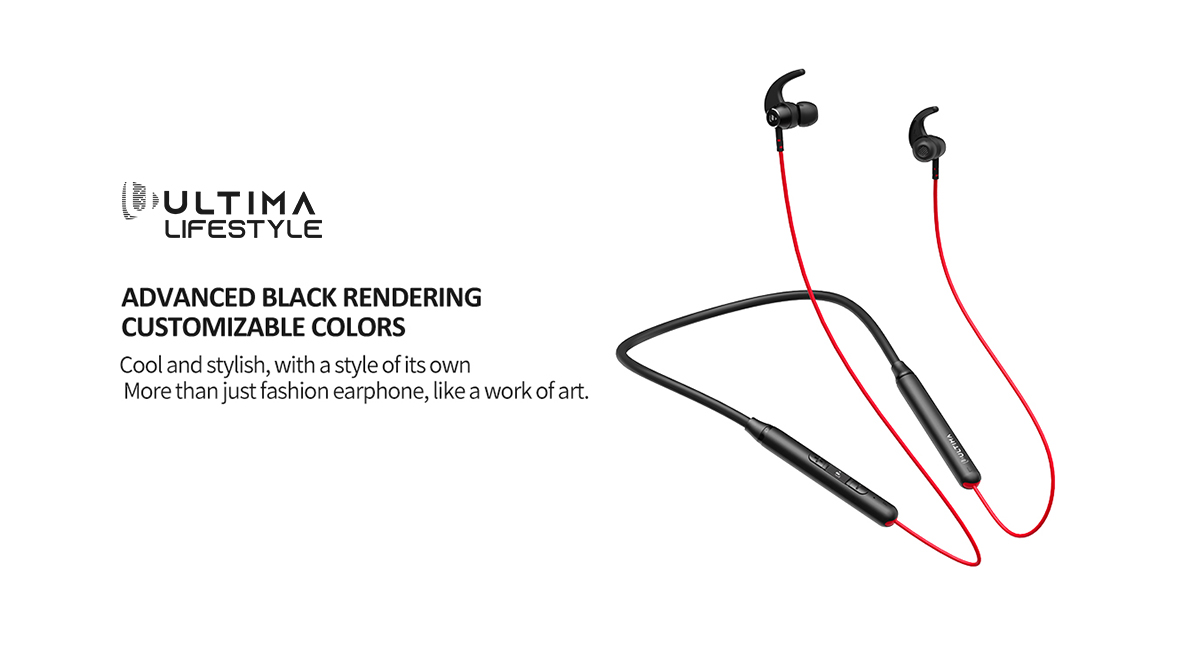 ULTIMA
LIFESTYLE
ADVANCED BLACK RENDERING
CUSTOMIZABLE COLORS
Cool and stylish, with a style of its own
More than just fashion earphone, like a work of art.
ULTIMA